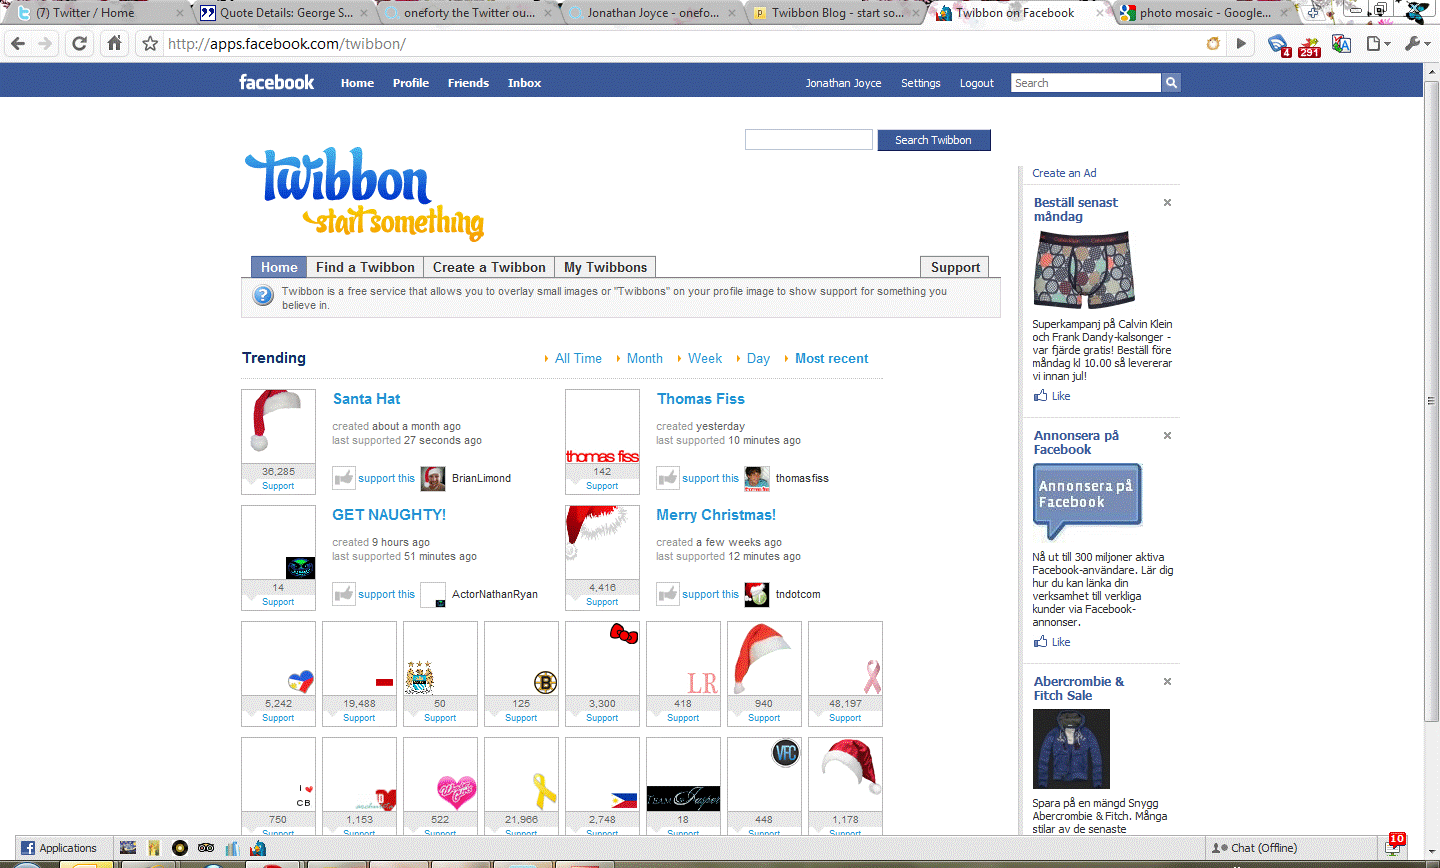 (7) Twitter / Home
Quote Details: George S...
oneforty the Twitter ou...
Jonathan Joyce - onefo...
Twibbon Blog - start so...
Twibbon on Facebook
photo mosaic - Google...
http://apps.facebook.com/twibbon/
4
291
facebook
Home
Profile
Friends
Inbox
Jonathan Joyce
Settings
Logout
Search
Search Twibbon
Twibbon
start something
Home
Find a Twibbon
Create a Twibbon
My Twibbons
Support
Twibbon is a free service that allows you to overlay small images or "Twibbons" on your profile image to show support for something you
believe in.
Trending
All Time
Month
Week
Day
Most recent
Santa Hat
created about a month ago
last supported 27 seconds ago
36,285
Support
support this
BrianLimond
Thomas Fiss
created yesterday
last supported 10 minutes ago
thomas fiss
142
Support
support this
thomasfiss
GET NAUGHTY!
created 9 hours ago
last supported 51 minutes ago
14
Support
support this
ActorNathanRyan
Merry Christmas!
created a few weeks ago
last supported 12 minutes ago
4,416
Support
support this
tndotcom
B
LR
5,242
19,488
50
125
3,300
418
940
48,197
Support
Support
Support
Support
Support
Support
Support
Support
I
CB
VFC
750
1,153
522
21,966
2,748
18
448
1,178
Support
Support
Support
Support
Support
Support
Support
Support
Create an Ad
Beställ senast
måndag
Superkampanj på Calvin Klein
och Frank Dandy-kalsonger -
var fjärde gratis! Beställ före
måndag kl 10.00 så levererar
vi innan jul!
Like
Annonsera på
Facebook
Annonsera på
Facebook
Nå ut till 300 miljoner aktiva
Facebook-användare. Lär dig
hur du kan länka din
verksamhet till verkliga
kunder via Facebook-
annonser.
Like
Abercrombie &
Fitch Sale
Spara på en mängd Snygg
Abercrombie & Fitch. Många
stilar av de senaste
Applications
Chat (Offline)
10